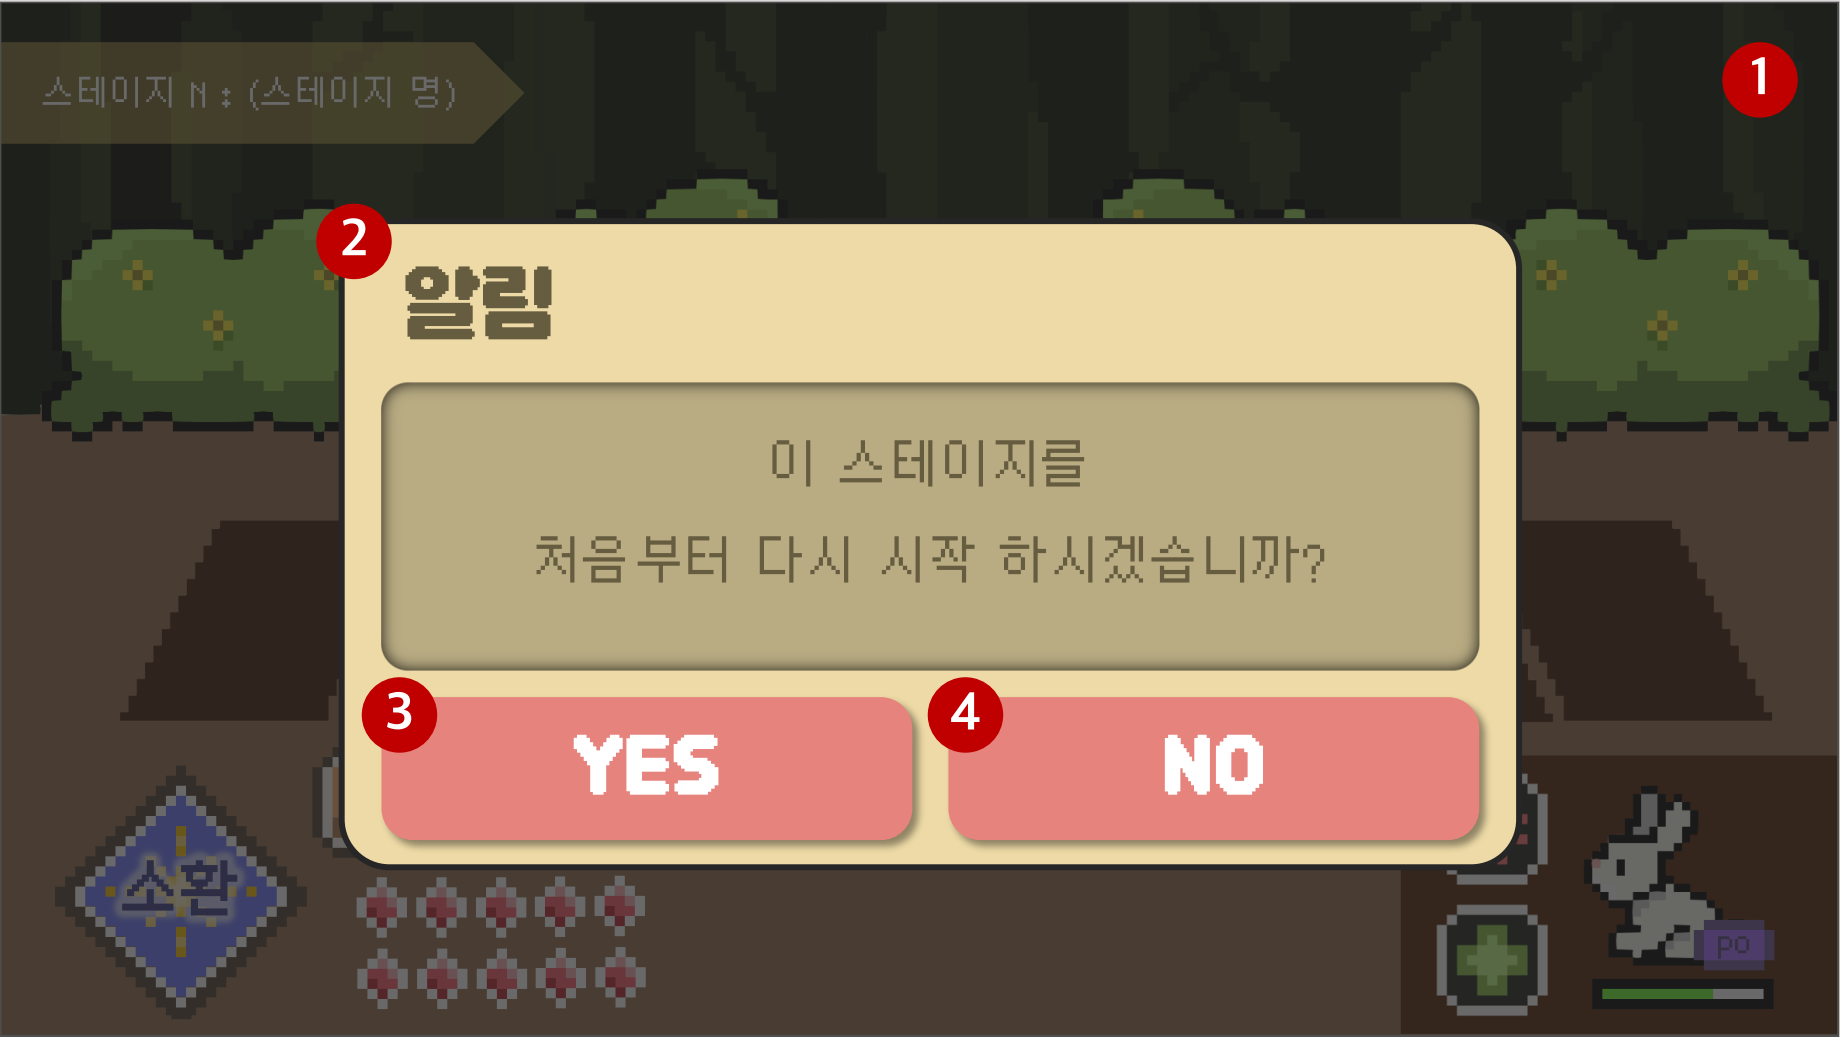 스테이지 N : (스테이지 명)
1
2
알림
이 스테이지를
처음부터 다시 시작 하시겠습니까?
3
YES
4
NO
소환
PO